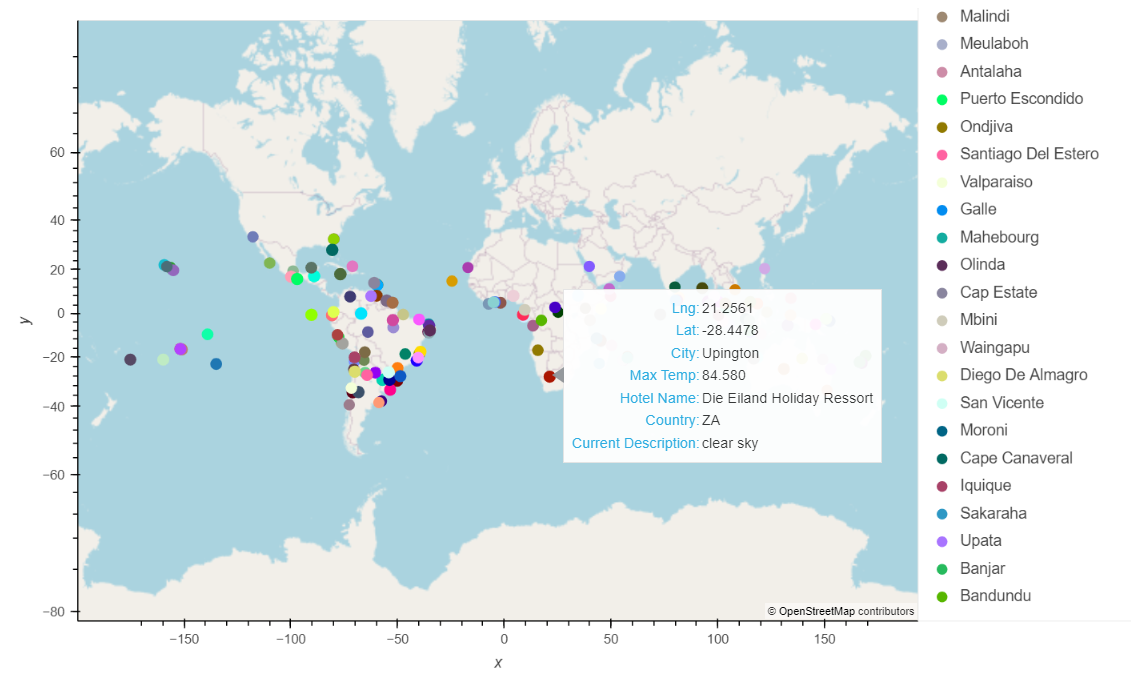 60
40
20
0
−20
−40
−60
−80
y
−150
−100
−50
0
50
100
150
x
Lng: 21.2561
Lat: -28.4478
City: Upington
Max Temp: 84.580
Hotel Name: Die Eiland Holiday Ressort
Country: ZA
Current Description: clear sky
© OpenStreetMap contributors
Malindi
Meulaboh
Antalaha
Puerto Escondido
Ondjiva
Santiago Del Estero
Valparaiso
Galle
Mahebourg
Olinda
Cap Estate
Mbini
Waingapu
Diego De Almagro
San Vicente
Moroni
Cape Canaveral
Iquique
Sakaraha
Upata
Banjar
Bandundu